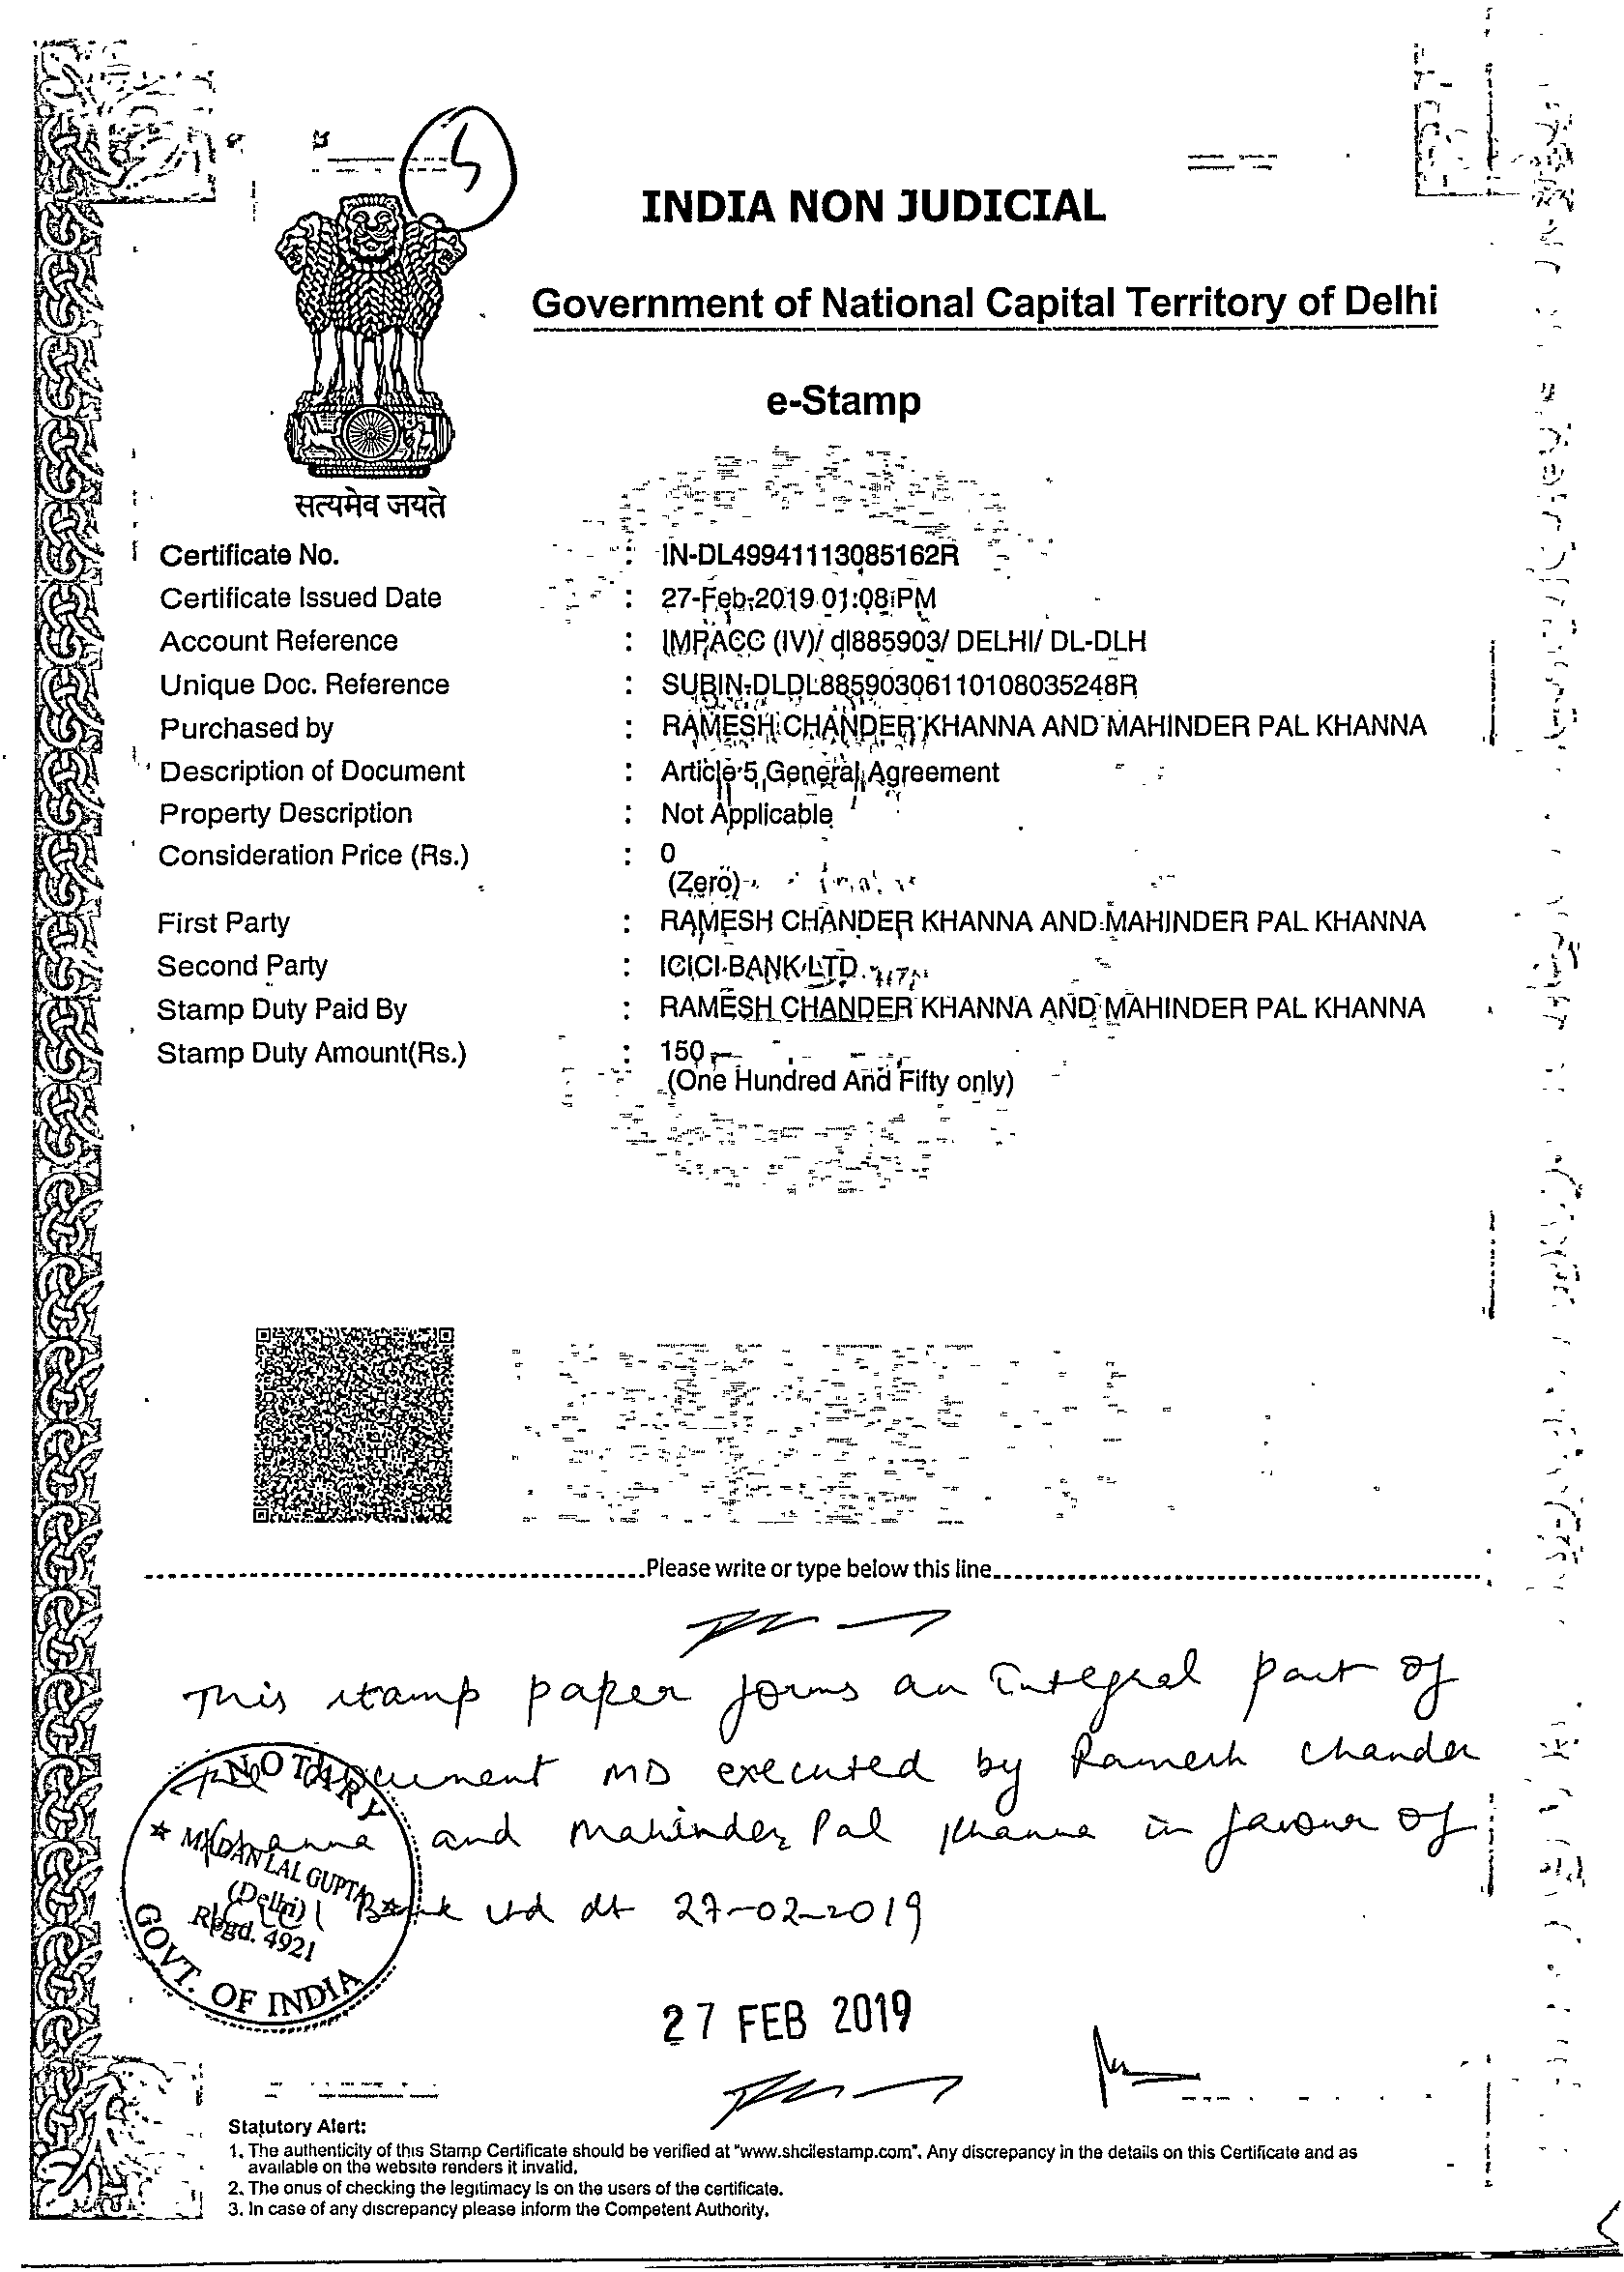 5
INDIA NON JUDICIAL
Government of National Capital Territory of Delhi
e-Stamp
सत्यमेव जयते
Certificate No. : IN-DL49941113085162R
Certificate Issued Date : 27-Feb-2019 01:08 PM
Account Reference : IMPACC (IV)/ dl885903/ DELHI/ DL-DLH
Unique Doc. Reference : SUBIN-DLDL88590306110108035248R
Purchased by : RAMESH CHANDER KHANNA AND MAHINDER PAL KHANNA
Description of Document : Article 5 General Agreement
Property Description : Not Applicable
Consideration Price (Rs.) : 0
(Zero)
First Party : RAMESH CHANDER KHANNA AND MAHINDER PAL KHANNA
Second Party : ICICI BANK LTD
Stamp Duty Paid By : RAMESH CHANDER KHANNA AND MAHINDER PAL KHANNA
Stamp Duty Amount(Rs.) : 150
(One Hundred And Fifty only)
Please write or type below this line
This stamp paper forms an integral part of
the document MD executed by Ramesh Chander
Khanna and Mahinder Pal Khanna in favour of
ICICI Bank Ltd dt 27-02-2019
NOTARY
MADAN LAL GUPTA
(Delhi)
Regd. 4921
GOVT. OF INDIA
27 FEB 2019
Statutory Alert:
1. The authenticity of this Stamp Certificate should be verified at "www.shcilestamp.com". Any discrepancy in the details on this Certificate and as
available on the website renders it invalid.
2. The onus of checking the legitimacy is on the users of the certificate.
3. In case of any discrepancy please inform the Competent Authority.